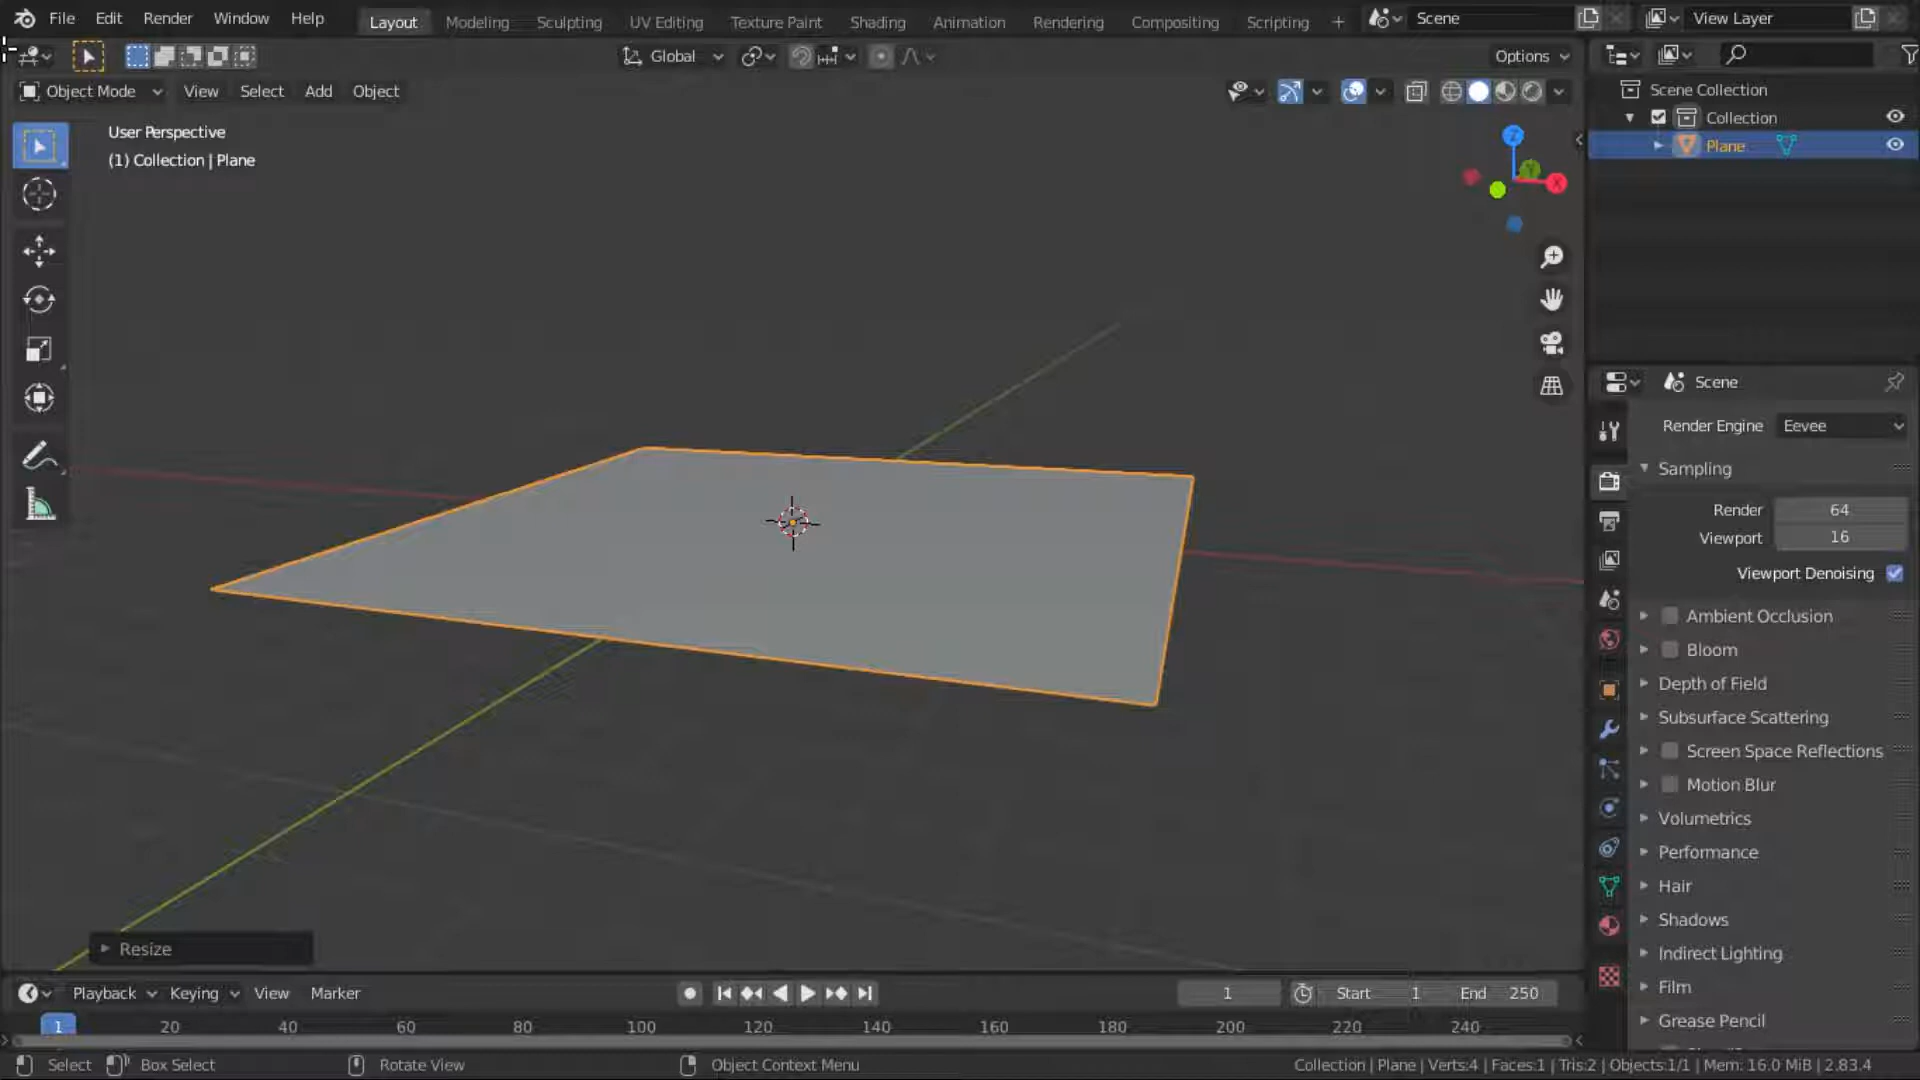 File Edit Render Window Help Layout Modeling Sculpting UV Editing Texture Paint Shading Animation Rendering Compositing Scripting + Scene View Layer
Global Options
Object Mode View Select Add Object
User Perspective
(1) Collection | Plane
Z
Y
X
Scene Collection
Collection
Plane
Scene
Render Engine Eevee
Sampling
Render 64
Viewport 16
Viewport Denoising
Ambient Occlusion
Bloom
Depth of Field
Subsurface Scattering
Screen Space Reflections
Motion Blur
Volumetrics
Performance
Hair
Shadows
Indirect Lighting
Film
Grease Pencil
Resize
Playback Keying View Marker 1 Start 1 End 250
1 20 40 60 80 100 120 140 160 180 200 220 240
Select Box Select Rotate View Object Context Menu Collection | Plane | Verts:4 | Faces:1 | Tris:2 | Objects:1/1 | Mem: 16.0 MiB | 2.83.4